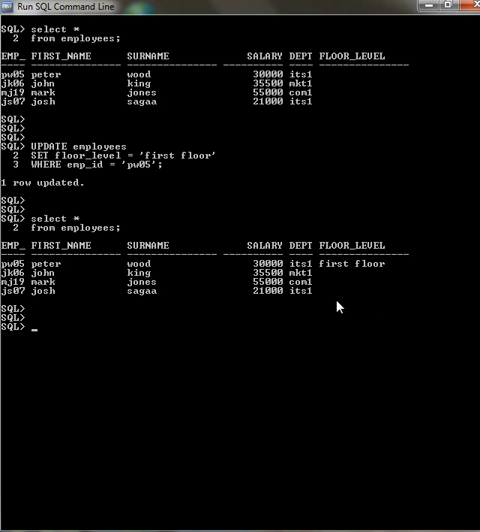 Run SQL Command Line
SQL> select *
2 from employees;
EMP_ FIRST_NAME SURNAME SALARY DEPT FLOOR_LEVEL
pw05 peter wood 30000 its1
jk06 john king 35500 mkt1
mj19 mark jones 55000 com1
js07 josh sagaa 21000 its1
SQL>
SQL>
SQL>
SQL> UPDATE employees
2 SET floor_level = 'first floor'
3 WHERE emp_id = 'pw05';
1 row updated.
SQL>
SQL>
SQL> select *
2 from employees;
EMP_ FIRST_NAME SURNAME SALARY DEPT FLOOR_LEVEL
pw05 peter wood 30000 its1 first floor
jk06 john king 35500 mkt1
mj19 mark jones 55000 com1
js07 josh sagaa 21000 its1
SQL>
SQL>
SQL> _